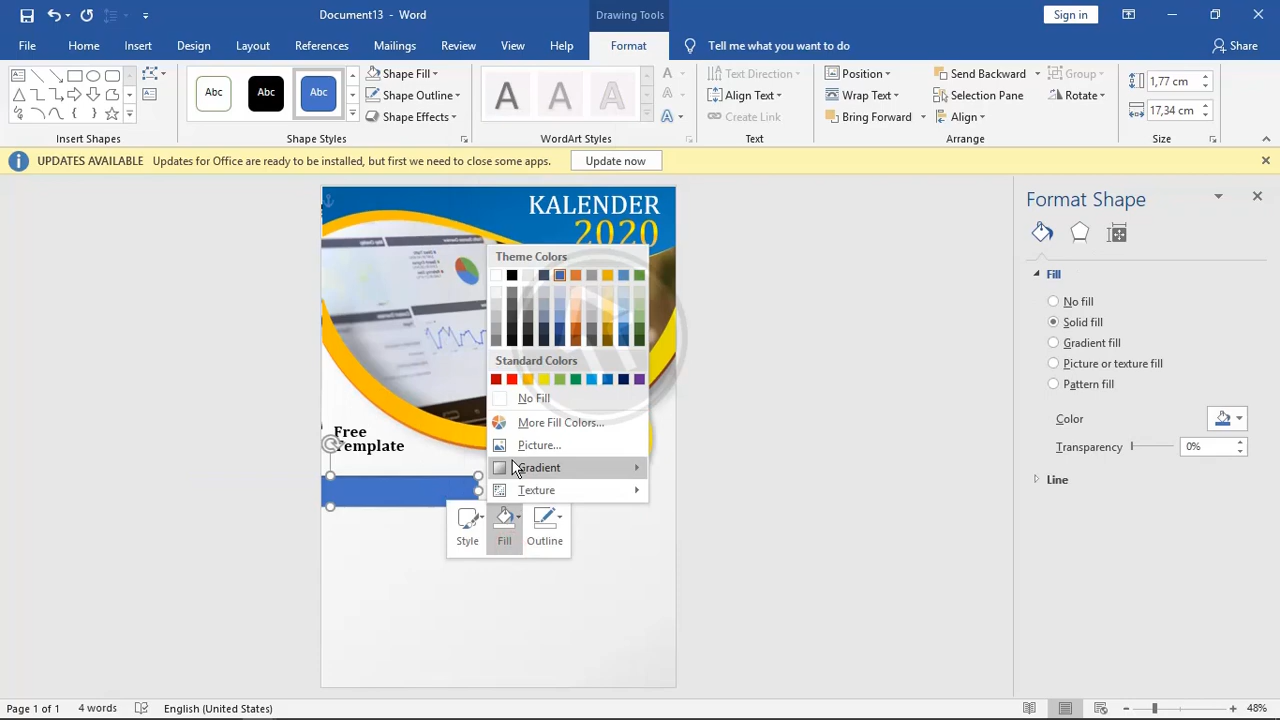 Document13 - Word
Drawing Tools
Sign in
File Home Insert Design Layout References Mailings Review View Help Format Tell me what you want to do Share
Abc Abc Abc
Shape Fill
Shape Outline
Shape Effects
A A A
Text Direction
Align Text
Create Link
Position
Wrap Text
Bring Forward
Send Backward
Selection Pane
Align
Group
Rotate
1,77 cm
17,34 cm
Insert Shapes Shape Styles WordArt Styles Text Arrange Size
UPDATES AVAILABLE Updates for Office are ready to be installed, but first we need to close some apps. Update now
KALENDER
2020
Free
Template
Theme Colors
Standard Colors
No Fill
More Fill Colors...
Picture...
Gradient
Texture
Style Fill Outline
Format Shape
Fill
No fill
Solid fill
Gradient fill
Picture or texture fill
Pattern fill
Color
Transparency 0%
Line
Page 1 of 1 4 words English (United States) 48%